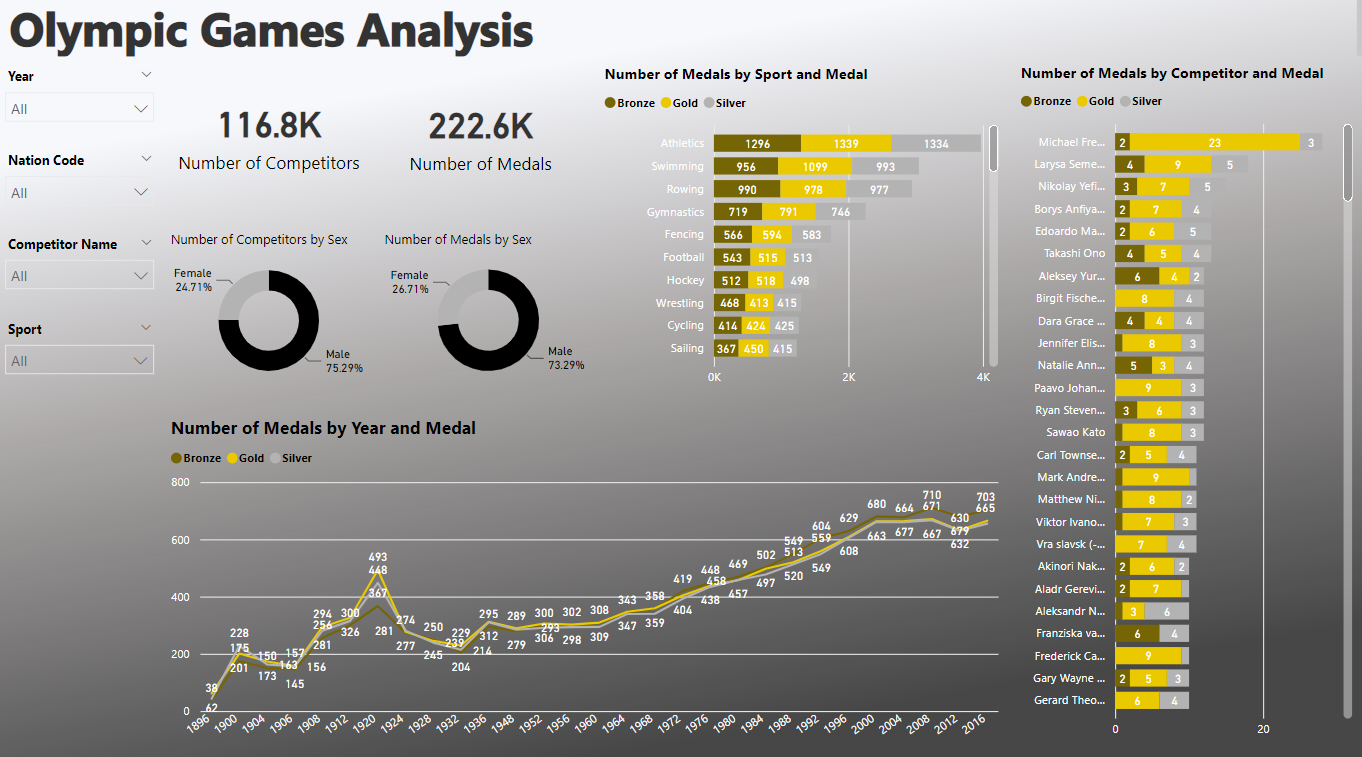 Olympic Games Analysis
Year
All
Nation Code
All
Competitor Name
All
Sport
All
116.8K
Number of Competitors
222.6K
Number of Medals
Number of Competitors by Sex
Female
24.71%
Male
75.29%
Number of Medals by Sex
Female
26.71%
Male
73.29%
Number of Medals by Sport and Medal
Bronze Gold Silver
Athletics 1296 1339 1334
Swimming 956 1099 993
Rowing 990 978 977
Gymnastics 719 791 746
Fencing 566 594 583
Football 543 515 513
Hockey 512 518 498
Wrestling 468 413 415
Cycling 414 424 425
Sailing 367 450 415
0K 2K 4K
Number of Medals by Competitor and Medal
Bronze Gold Silver
Michael Fre... 2 23 3
Larysa Seme... 4 9 5
Nikolay Yefi... 3 7 5
Borys Anfiya... 2 7 4
Edoardo Ma... 2 6 5
Takashi Ono 4 5 4
Aleksey Yur... 6 4 2
Birgit Fische... 8 4
Dara Grace ... 4 4 4
Jennifer Elis... 8 3
Natalie Ann... 5 3 4
Paavo Johan... 9 3
Ryan Steven... 3 6 3
Sawao Kato 8 3
Carl Townse... 2 5 4
Mark Andre... 9
Matthew Ni... 8 2
Viktor Ivano... 7 3
Vra slavsk (-... 7 4
Akinori Nak... 2 6 2
Aladr Gerevi... 2 7
Aleksandr N... 3 6
Franziska va... 6 4
Frederick Ca... 9
Gary Wayne ... 2 5 3
Gerard Theo... 6 4
0 20
Number of Medals by Year and Medal
Bronze Gold Silver
800
600
400
200
0
38
62
228
175
201
150
173
157
163
145
156
294
256
281
300
326
493
448
367
281
274
277
250
245
229
239
204
214
295
312
289
279
300
293
306
302
298
308
309
343
347
358
359
419
404
448
458
438
469
457
502
497
549
513
520
604
559
549
629
608
680
663
664
677
710
671
667
630
679
632
703
665
1896 1900 1904 1906 1908 1912 1920 1924 1928 1932 1936 1948 1952 1956 1960 1964 1968 1972 1976 1980 1984 1988 1992 1996 2000 2004 2008 2012 2016